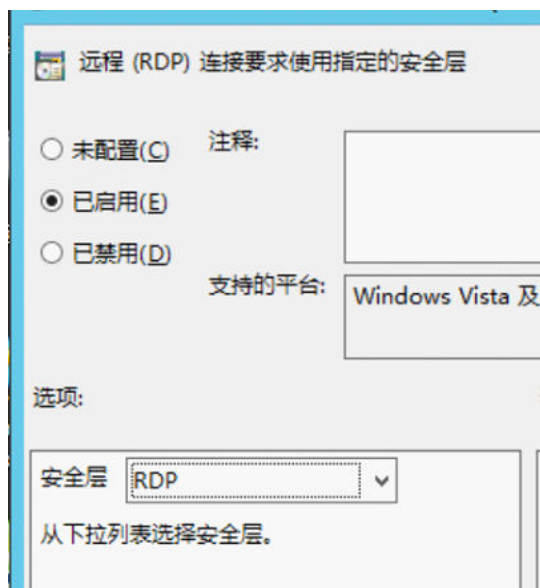 远程 (RDP) 连接要求使用指定的安全层
未配置(C)
注释:
已启用(E)
已禁用(D)
支持的平台:
Windows Vista 及
选项:
安全层
RDP
从下拉列表选择安全层。